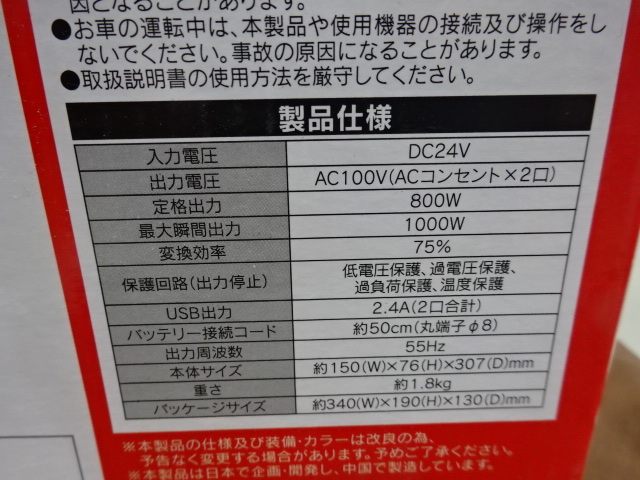 因となることがあります。
●お車の運転中は、本製品や使用機器の接続及び操作をし
ないでください。事故の原因になることがあります。
●取扱説明書の使用方法を厳守してください。
製品仕様
入力電圧 DC24V
出力電圧 AC100V(ACコンセント×2口)
定格出力 800W
最大瞬間出力 1000W
変換効率 75%
保護回路(出力停止) 低電圧保護、過電圧保護、
過負荷保護、温度保護
USB出力 2.4A(2口合計)
バッテリー接続コード 約50cm(丸端子φ8)
出力周波数 55Hz
本体サイズ 約150(W)×76(H)×307(D)mm
重さ 約1.8kg
パッケージサイズ 約340(W)×190(H)×130(D)mm
※本製品の仕様及び装備・カラーは改良の為、
予告なく変更する場合があります。予めご了承ください。
※本製品は日本で企画・開発し、中国で製造しています。